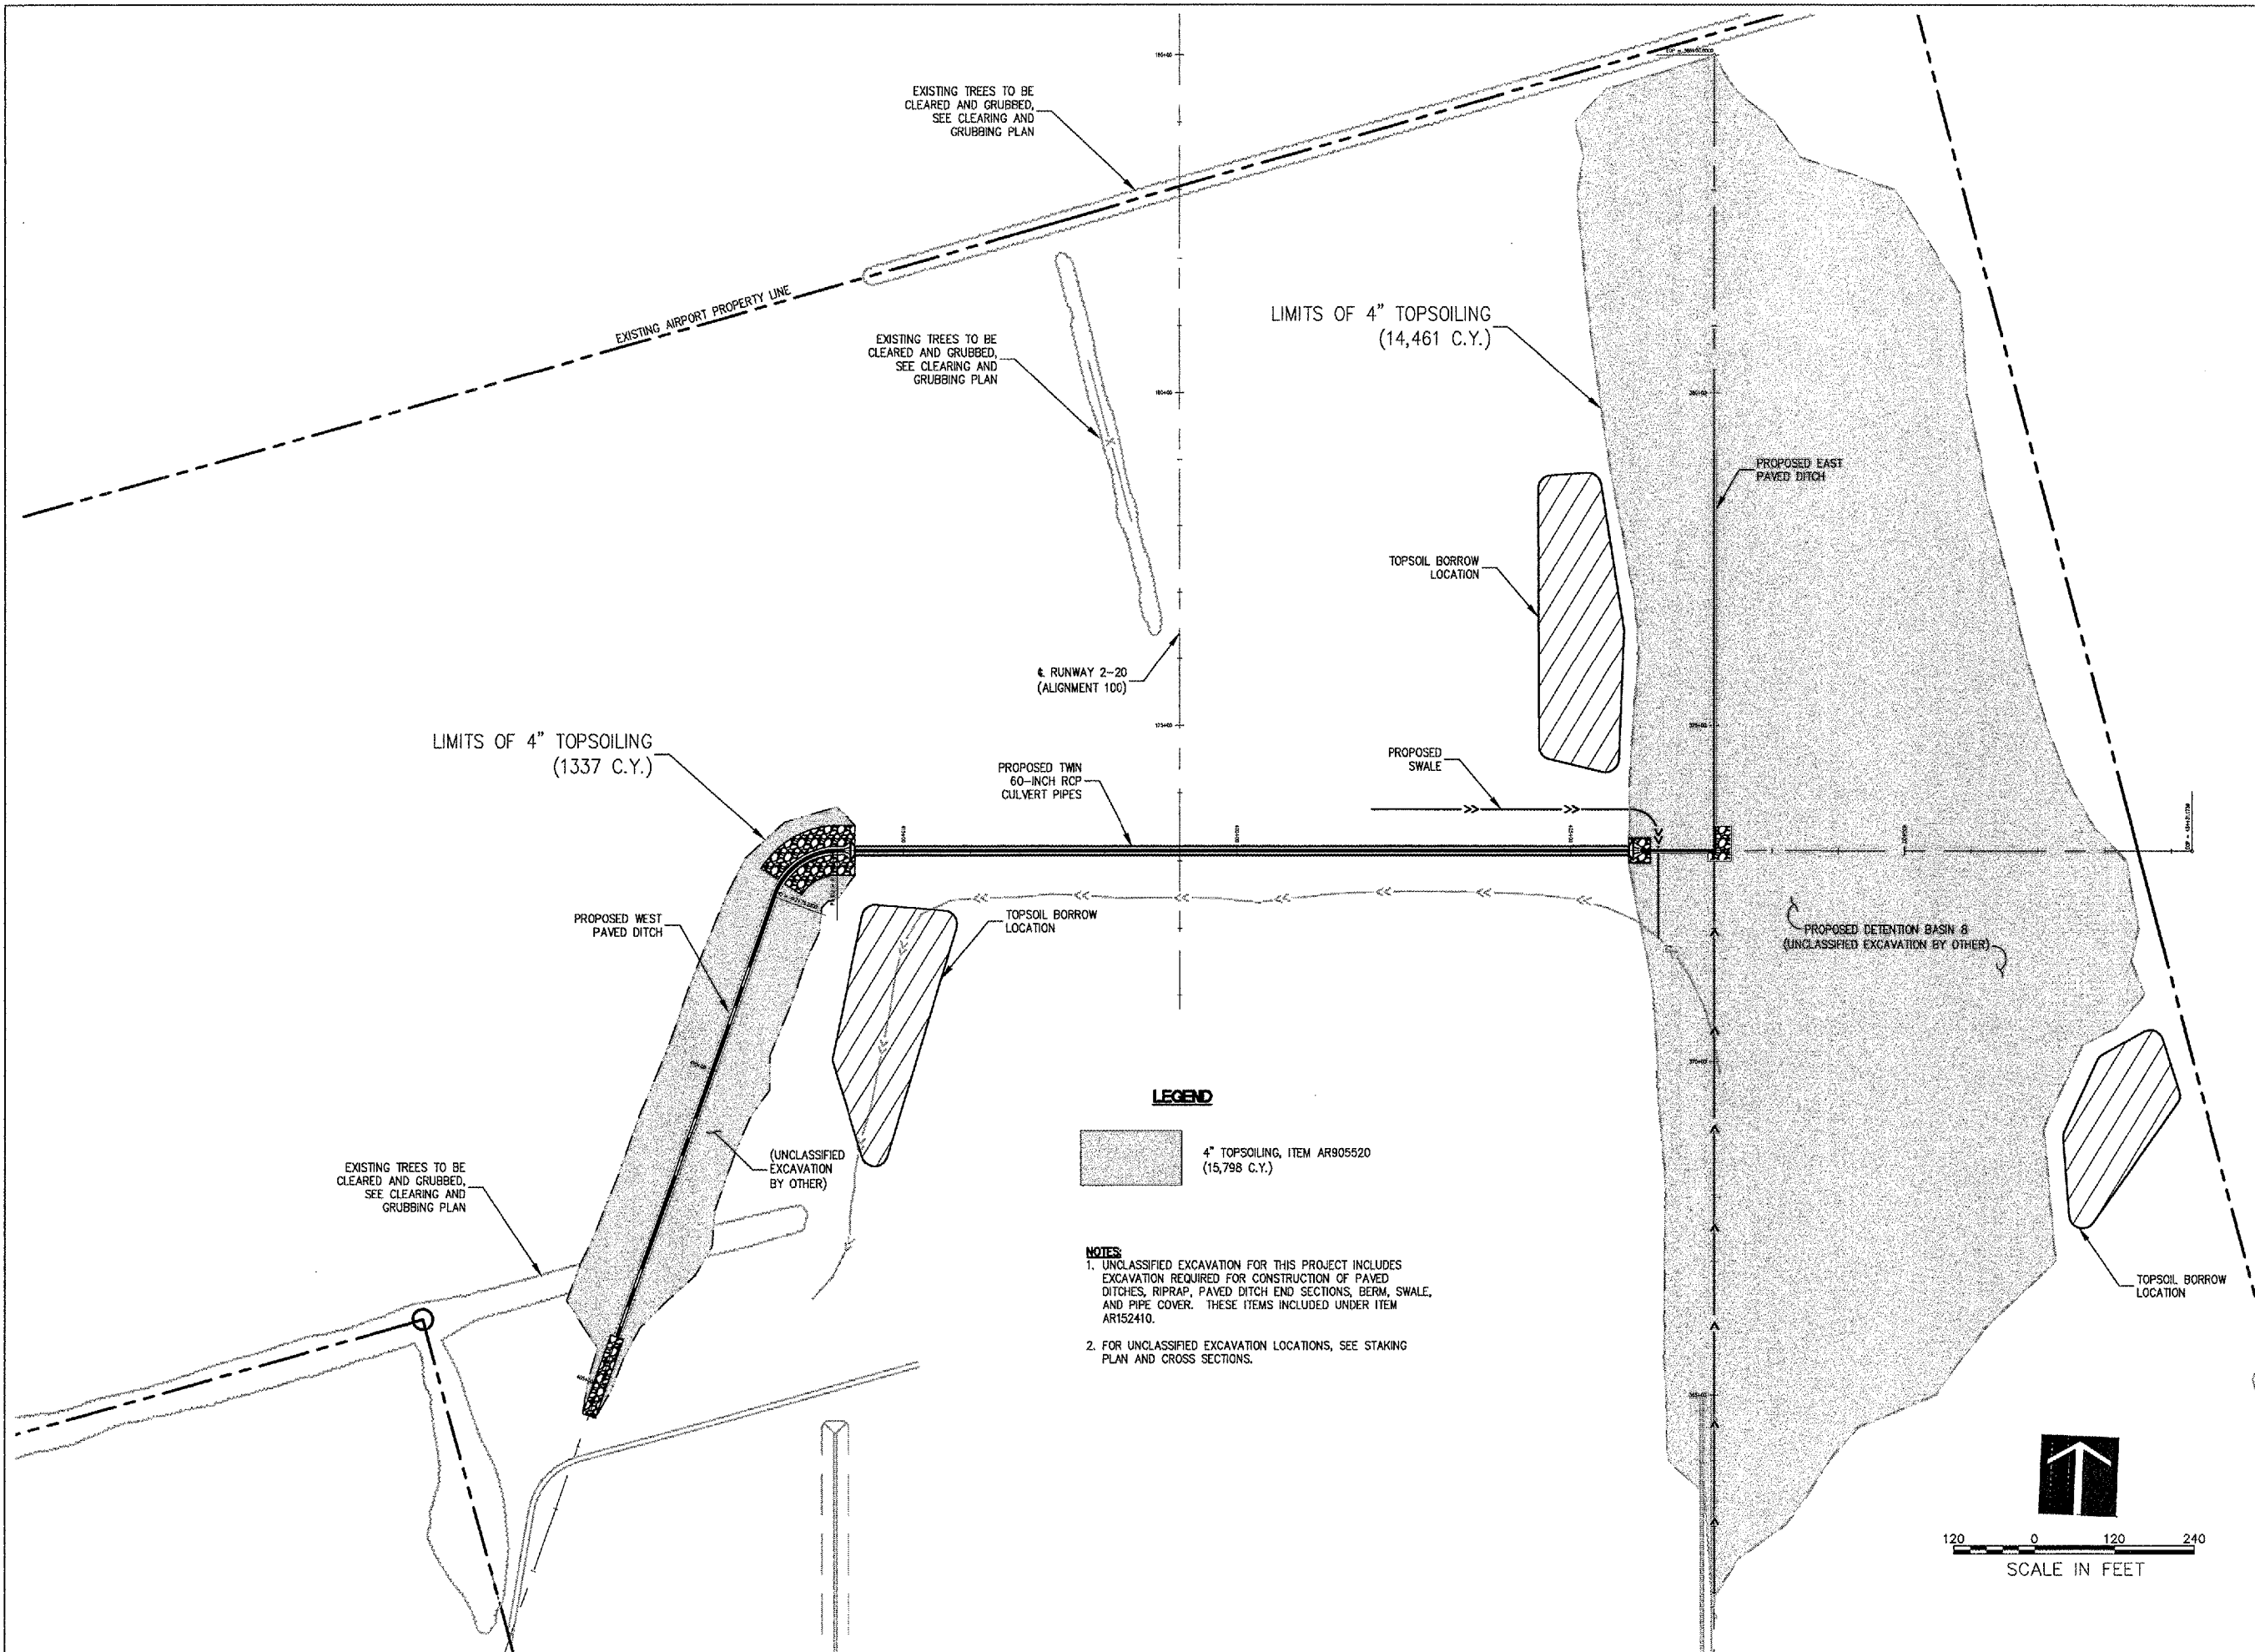 EXISTING TREES TO BE
CLEARED AND GRUBBED,
SEE CLEARING AND
GRUBBING PLAN
EXISTING AIRPORT PROPERTY LINE
EXISTING TREES TO BE
CLEARED AND GRUBBED,
SEE CLEARING AND
GRUBBING PLAN
LIMITS OF 4" TOPSOILING
(14,461 C.Y.)
PROPOSED EAST
PAVED DITCH
TOPSOIL BORROW
LOCATION
℄ RUNWAY 2-20
(ALIGNMENT 100)
LIMITS OF 4" TOPSOILING
(1337 C.Y.)
PROPOSED TWIN
60-INCH RCP
CULVERT PIPES
PROPOSED
SWALE
PROPOSED WEST
PAVED DITCH
TOPSOIL BORROW
LOCATION
PROPOSED DETENTION BASIN 8
(UNCLASSIFIED EXCAVATION BY OTHER)
LEGEND
4" TOPSOILING, ITEM AR905520
(15,798 C.Y.)
(UNCLASSIFIED
EXCAVATION
BY OTHER)
EXISTING TREES TO BE
CLEARED AND GRUBBED,
SEE CLEARING AND
GRUBBING PLAN
NOTES:
1. UNCLASSIFIED EXCAVATION FOR THIS PROJECT INCLUDES
EXCAVATION REQUIRED FOR CONSTRUCTION OF PAVED
DITCHES, RIPRAP, PAVED DITCH END SECTIONS, BERM, SWALE,
AND PIPE COVER. THESE ITEMS INCLUDED UNDER ITEM
AR152410.
2. FOR UNCLASSIFIED EXCAVATION LOCATIONS, SEE STAKING
PLAN AND CROSS SECTIONS.
TOPSOIL BORROW
LOCATION
120 0 120 240
SCALE IN FEET